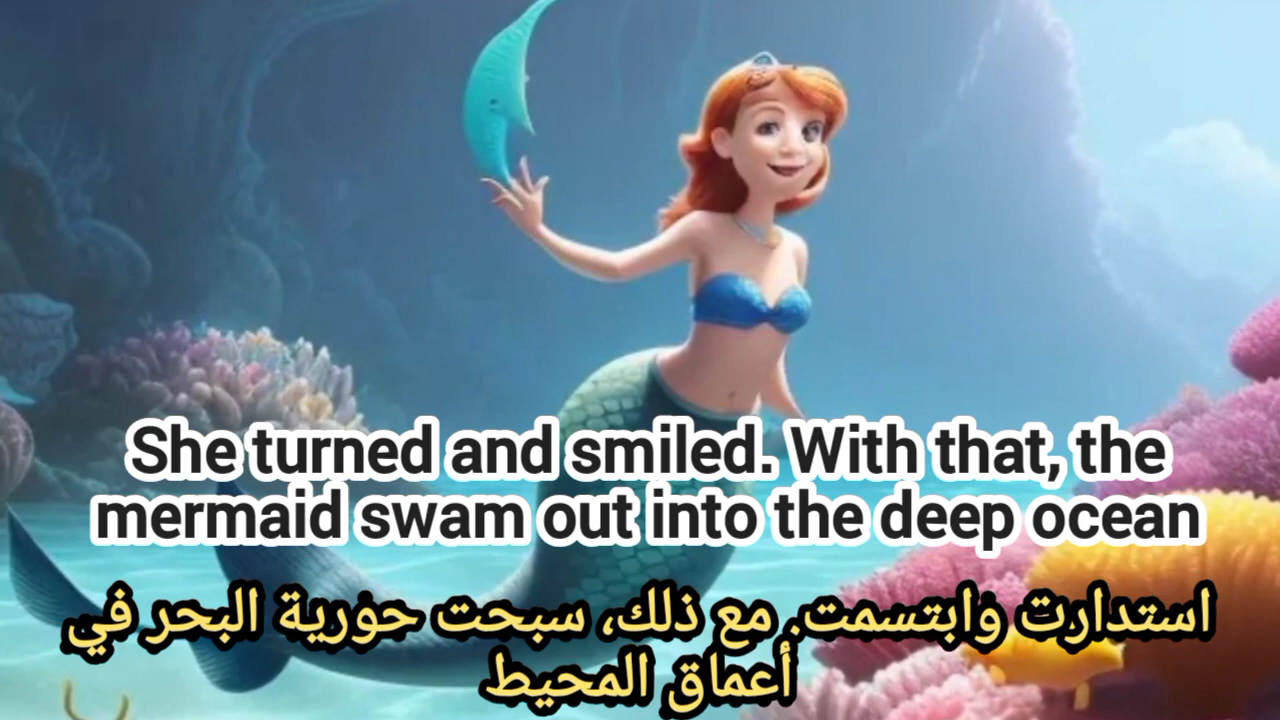 She turned and smiled. With that, the
mermaid swam out into the deep ocean
استدارت وابتسمت. مع ذلك، سبحت حورية البحر في
أعماق المحيط